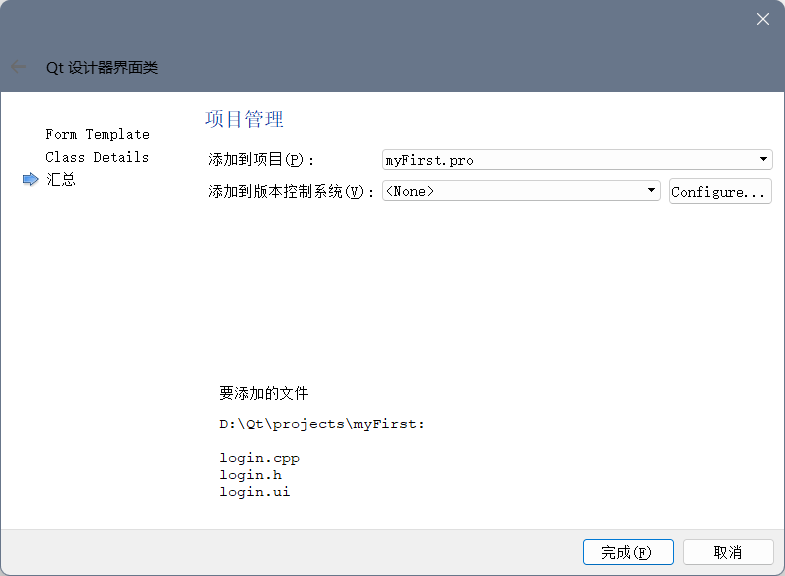 Qt 设计器界面类
Form Template
Class Details
汇总
项目管理
添加到项目(P)：
myFirst.pro
添加到版本控制系统(V)：
<None>
Configure...
要添加的文件
D:\Qt\projects\myFirst:
login.cpp
login.h
login.ui
完成(F)
取消